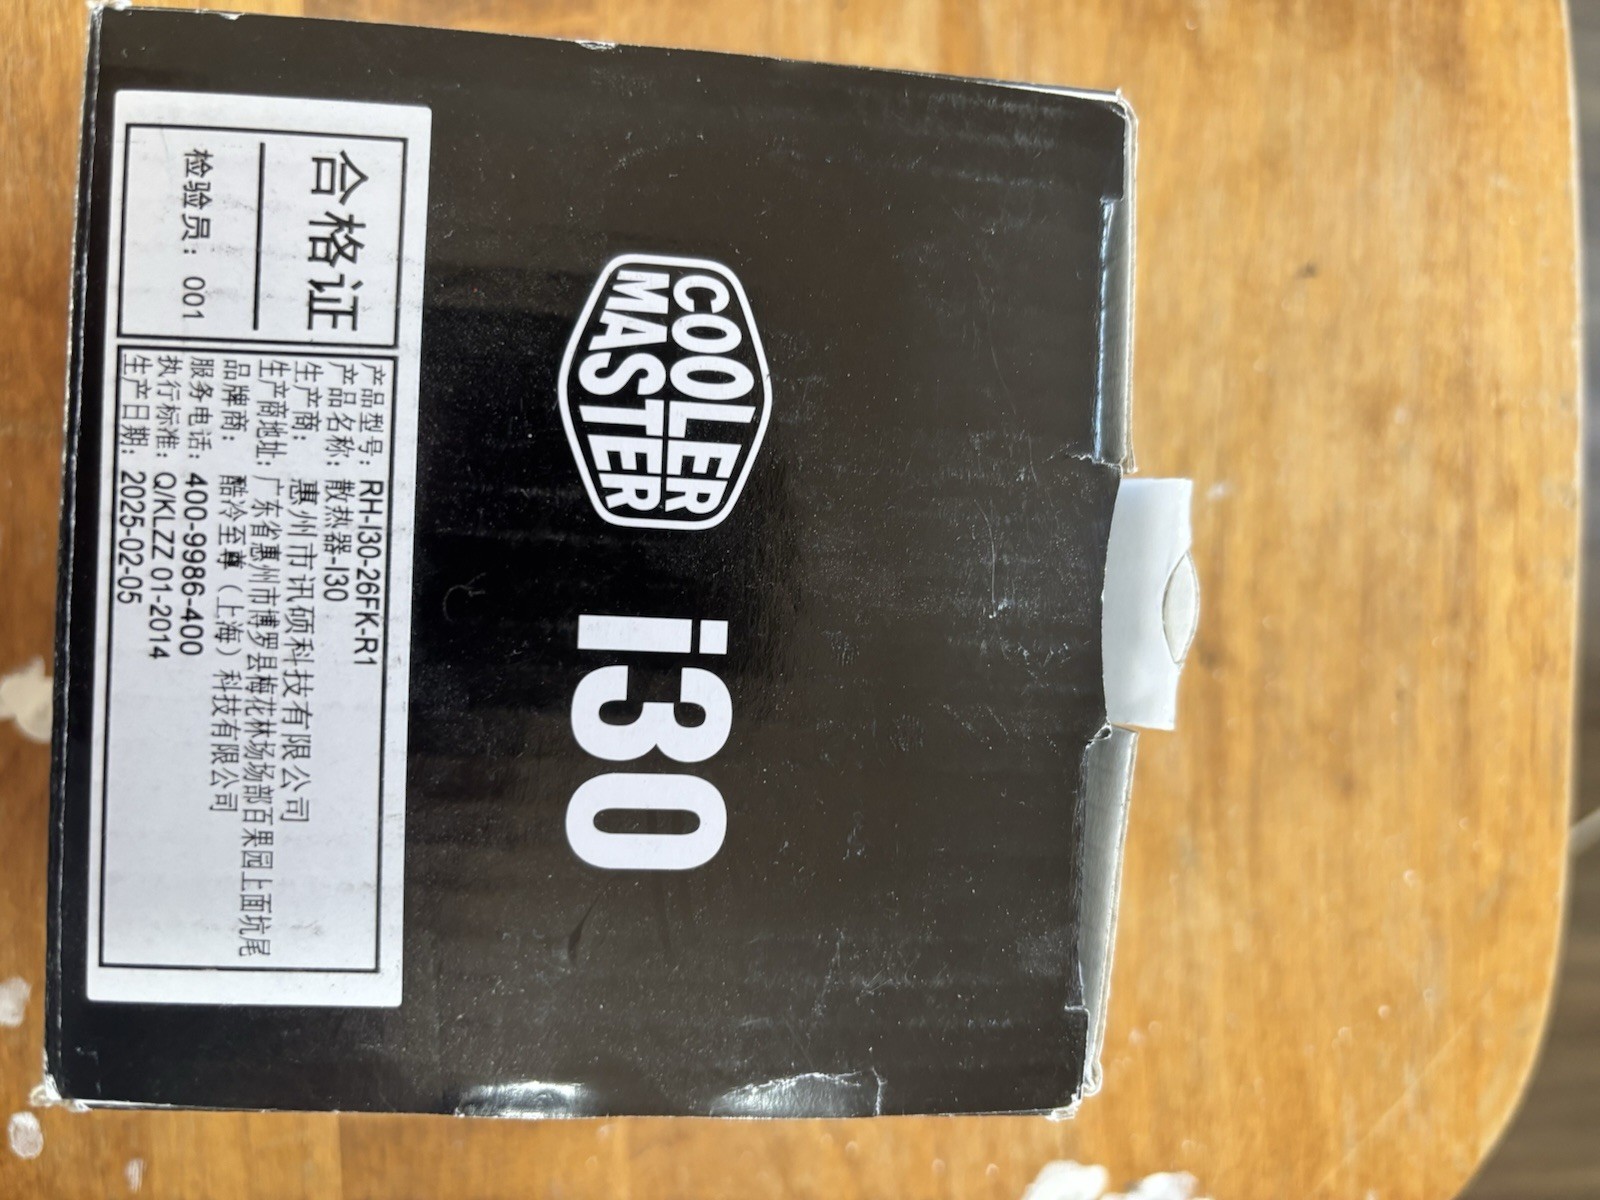 COOLER
MASTER
i30
合格证
检验员：001
产品型号：RH-I30-26FK-R1
产品名称：散热器-I30
生产商：惠州市讯硕科技有限公司
生产商地址：广东省惠州市博罗县梅花林场场部百果园上面坑尾
品牌商：酷冷至尊（上海）科技有限公司
服务电话：400-9986-400
执行标准：Q/KLZZ 01-2014
生产日期：2025-02-05